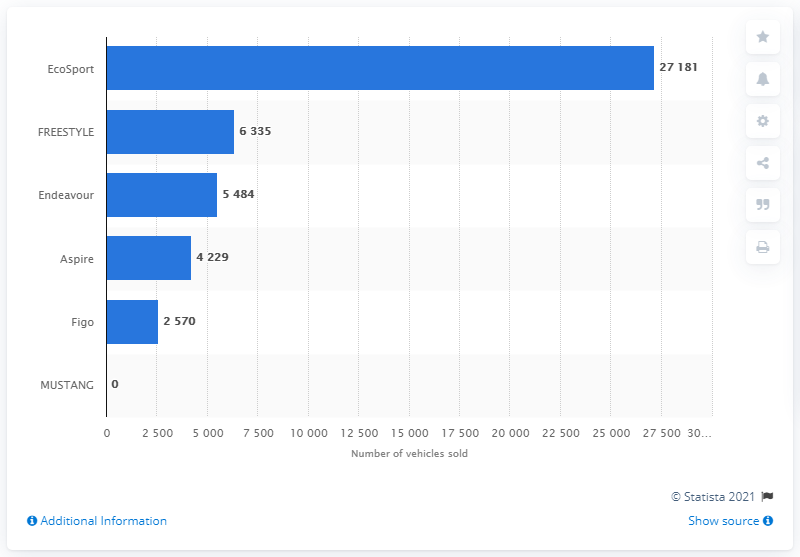 EcoSport
27 181
FREESTYLE
6 335
Endeavour
5 484
Aspire
4 229
Figo
2 570
MUSTANG
0
0 2 500 5 000 7 500 10 000 12 500 15 000 17 500 20 000 22 500 25 000 27 500 30...
Number of vehicles sold
© Statista 2021
Additional Information
Show source